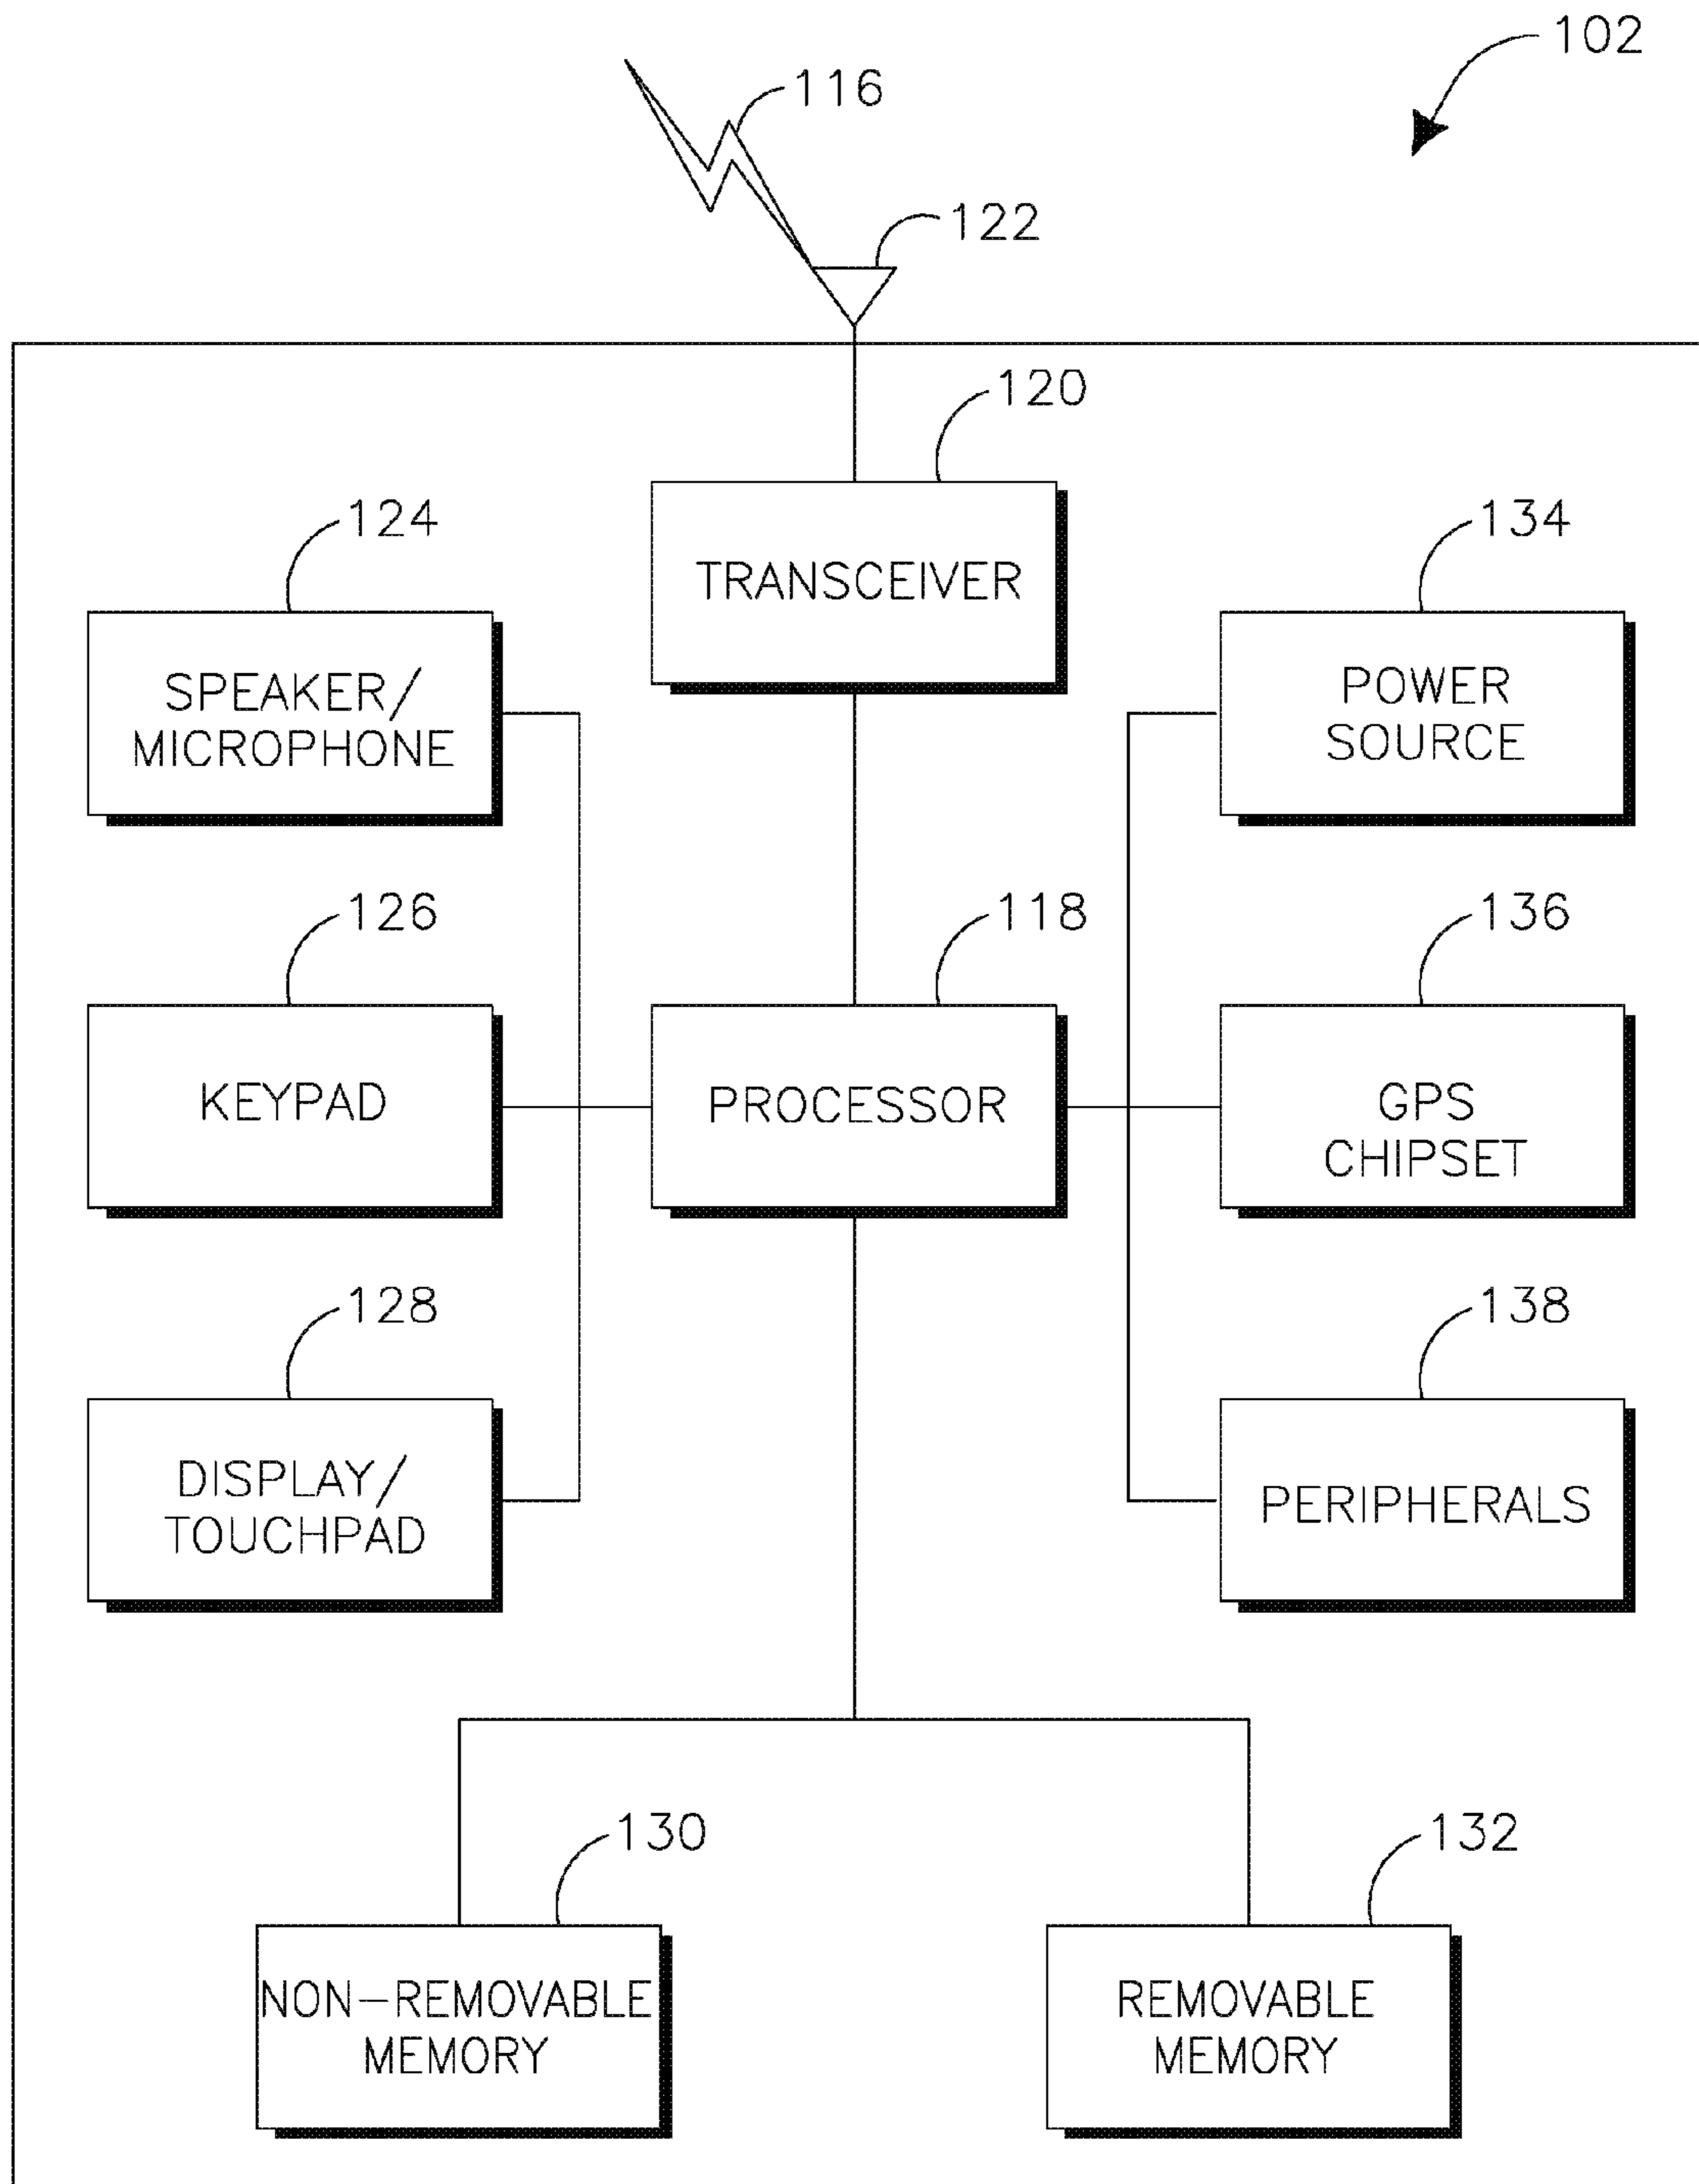 102
116
122
120
TRANSCEIVER
124
SPEAKER/
MICROPHONE
134
POWER
SOURCE
126
KEYPAD
118
PROCESSOR
136
GPS
CHIPSET
128
DISPLAY/
TOUCHPAD
138
PERIPHERALS
130
NON-REMOVABLE
MEMORY
132
REMOVABLE
MEMORY